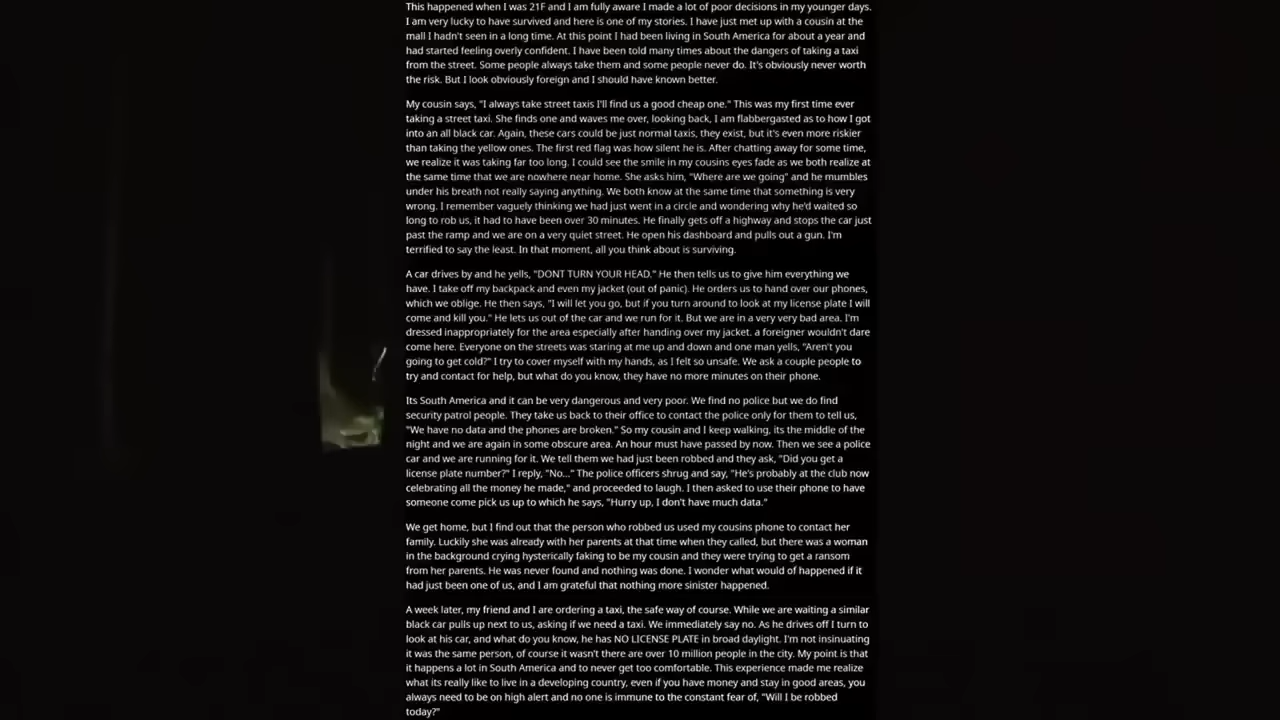 This happened when I was 21F and I am fully aware I made a lot of poor decisions in my younger days.
I am very lucky to have survived and here is one of my stories. I have just met up with a cousin at the
mall I hadn't seen in a long time. At this point I had been living in South America for about a year and
had started feeling overly confident. I have been told many times about the dangers of taking a taxi
from the street. Some people always take them and some people never do. It's obviously never worth
the risk. But I look obviously foreign and I should have known better.
My cousin says, "I always take street taxis I'll find us a good cheap one." This was my first time ever
taking a street taxi. She finds one and waves me over, looking back, I am flabbergasted as to how I got
into an all black car. Again, these cars could be just normal taxis, they exist, but it's even more riskier
than taking the yellow ones. The first red flag was how silent he is. After chatting away for some time,
we realize it was taking far too long. I could see the smile in my cousins eyes fade as we both realize at
the same time that we are nowhere near home. She asks him, "Where are we going" and he mumbles
under his breath not really saying anything. We both know at the same time that something is very
wrong. I remember vaguely thinking we had just went in a circle and wondering why he'd waited so
long to rob us, it had to have been over 30 minutes. He finally gets off a highway and stops the car just
past the ramp and we are on a very quiet street. He open his dashboard and pulls out a gun. I'm
terrified to say the least. In that moment, all you think about is surviving.
A car drives by and he yells, "DONT TURN YOUR HEAD." He then tells us to give him everything we
have. I take off my backpack and even my jacket (out of panic). He orders us to hand over our phones,
which we oblige. He then says, "I will let you go, but if you turn around to look at my license plate I will
come and kill you." He lets us out of the car and we run for it. But we are in a very very bad area. I'm
dressed inappropriately for the area especially after handing over my jacket. a foreigner wouldn't dare
come here. Everyone on the streets was staring at me up and down and one man yells, "Aren't you
going to get cold?" I try to cover myself with my hands, as I felt so unsafe. We ask a couple people to
try and contact for help, but what do you know, they have no more minutes on their phone.
Its South America and it can be very dangerous and very poor. We find no police but we do find
security patrol people. They take us back to their office to contact the police only for them to tell us,
"We have no data and the phones are broken." So my cousin and I keep walking, its the middle of the
night and we are again in some obscure area. An hour must have passed by now. Then we see a police
car and we are running for it. We tell them we had just been robbed and they ask, "Did you get a
license plate number?" I reply, "No..." The police officers shrug and say, "He's probably at the club now
celebrating all the money he made," and proceeded to laugh. I then asked to use their phone to have
someone come pick us up to which he says, "Hurry up, I don't have much data."
We get home, but I find out that the person who robbed us used my cousins phone to contact her
family. Luckily she was already with her parents at that time when they called, but there was a woman
in the background crying hysterically faking to be my cousin and they were trying to get a ransom
from her parents. He was never found and nothing was done. I wonder what would of happened if it
had just been one of us, and I am grateful that nothing more sinister happened.
A week later, my friend and I are ordering a taxi, the safe way of course. While we are waiting a similar
black car pulls up next to us, asking if we need a taxi. We immediately say no. As he drives off I turn to
look at his car, and what do you know, he has NO LICENSE PLATE in broad daylight. I'm not insinuating
it was the same person, of course it wasn't there are over 10 million people in the city. My point is that
it happens a lot in South America and to never get too comfortable. This experience made me realize
what its really like to live in a developing country, even if you have money and stay in good areas, you
always need to be on high alert and no one is immune to the constant fear of, "Will I be robbed
today?"